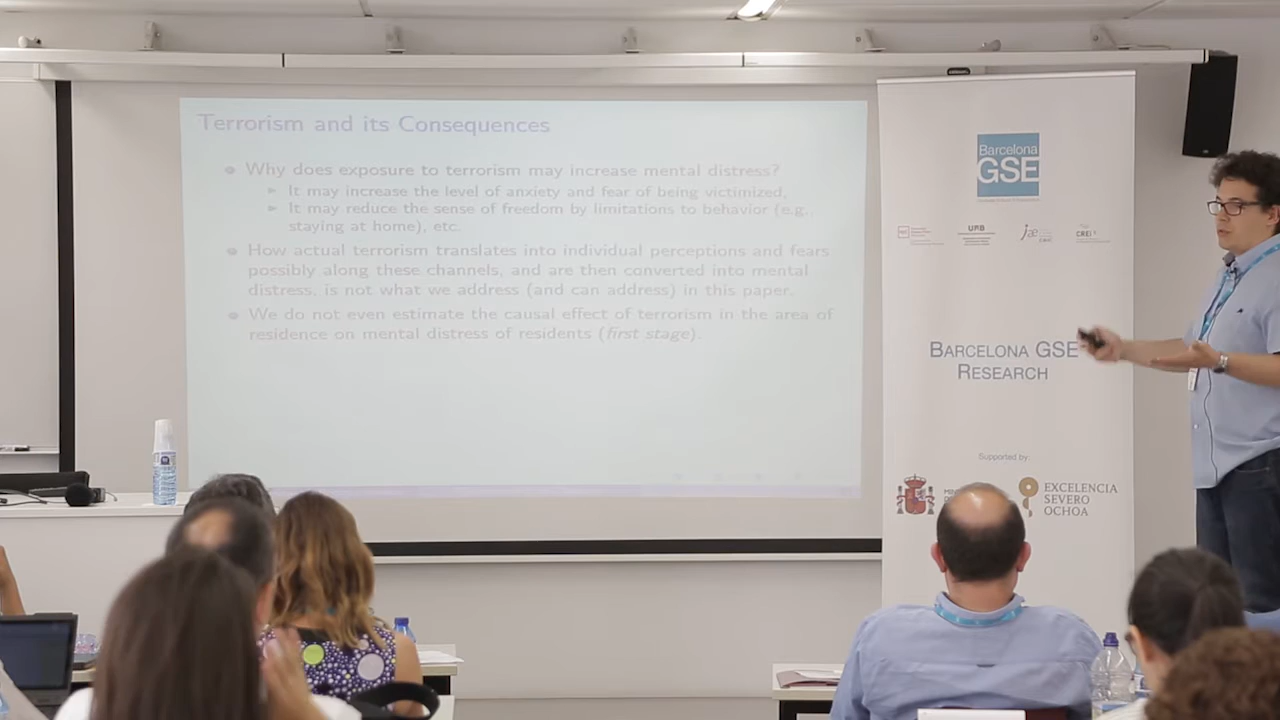 Terrorism and its Consequences
Why does exposure to terrorism may increase mental distress?
It may increase the level of anxiety and fear of being victimized,
It may reduce the sense of freedom by limitations to behavior (e.g.,
staying at home), etc.
How actual terrorism translates into individual perceptions and fears
possibly along these channels, and are then converted into mental
distress, is not what we address (and can address) in this paper.
We do not even estimate the causal effect of terrorism in the area of
residence on mental distress of residents (first stage).
Barcelona
GSE
UAB
CREi
BARCELONA GSE
RESEARCH
Supported by:
EXCELENCIA
SEVERO
OCHOA